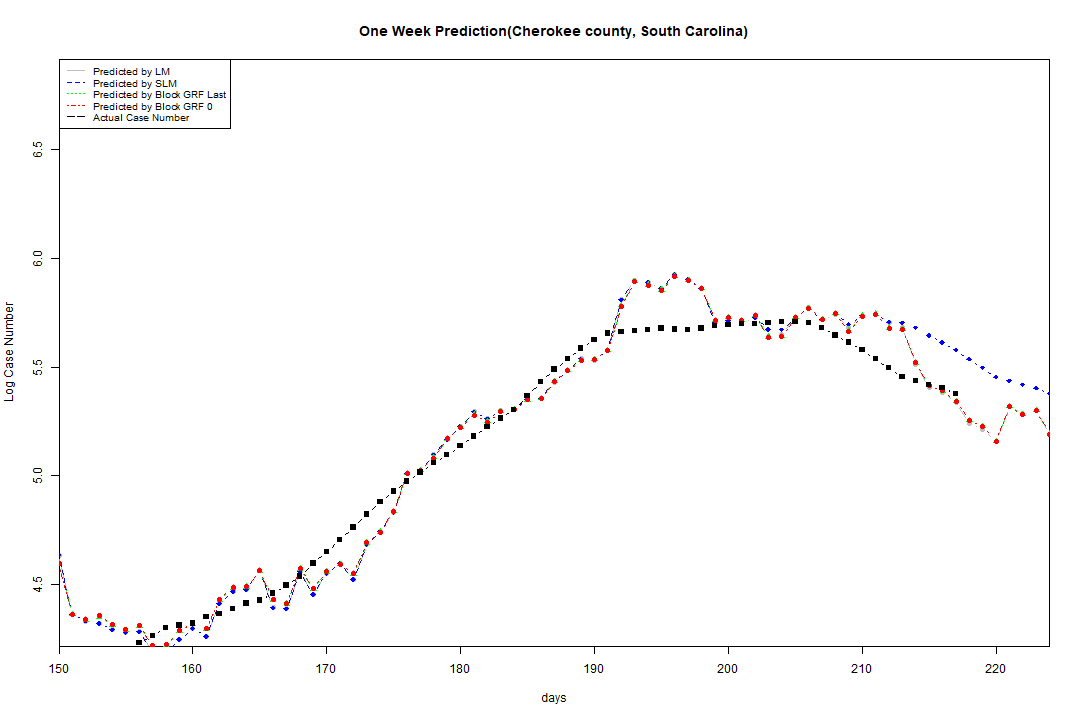 One Week Prediction(Cherokee county, South Carolina)
Predicted by LM
Predicted by SLM
Predicted by Block GRF Last
Predicted by Block GRF 0
Actual Case Number
6.5
6.0
5.5
5.0
4.5
Log Case Number
150 160 170 180 190 200 210 220
days